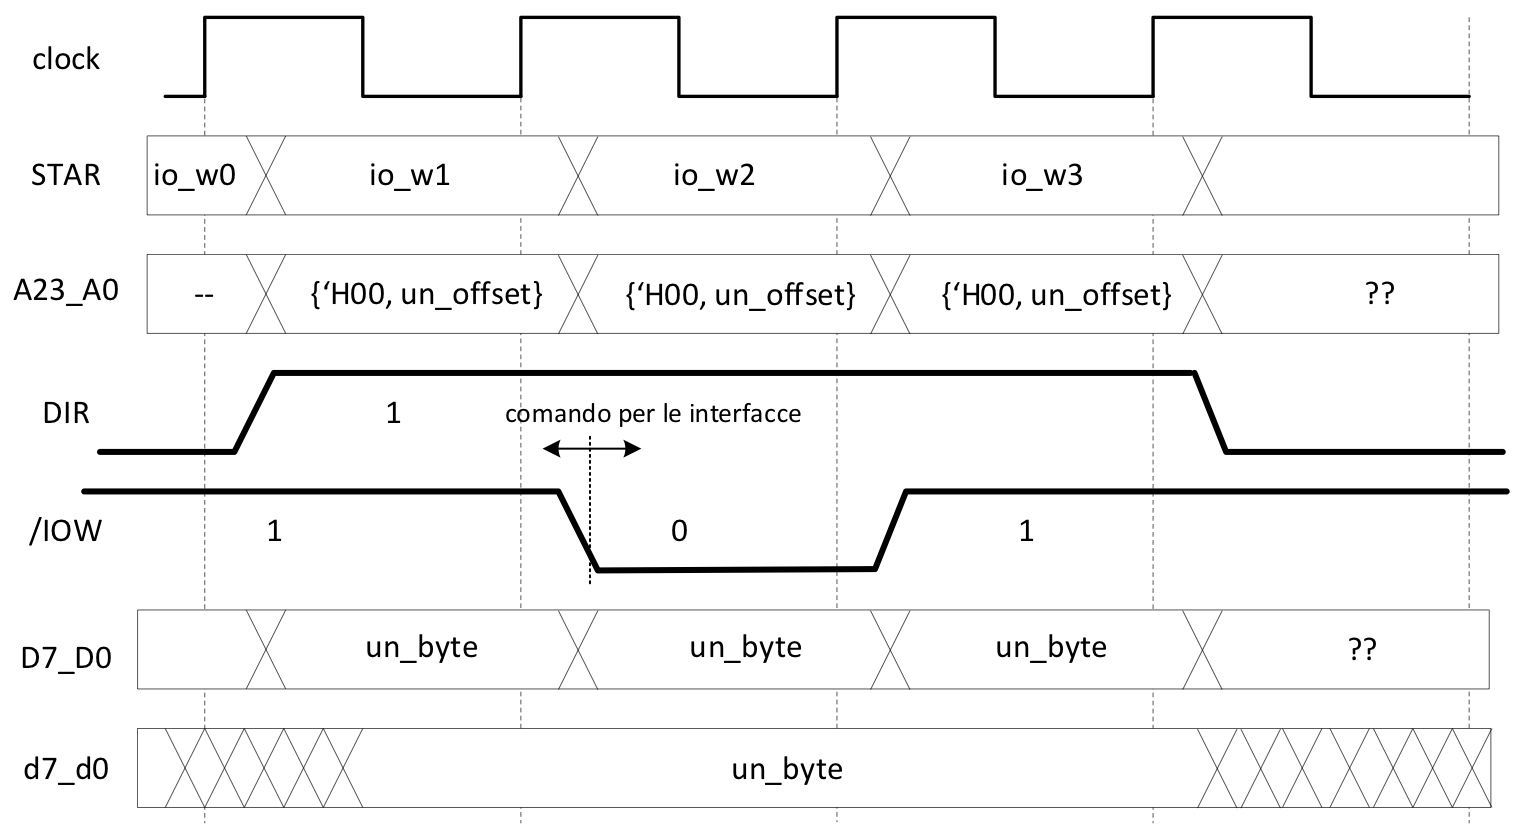 clock
STAR io_w0 io_w1 io_w2 io_w3
A23_A0 -- {‘H00, un_offset} {‘H00, un_offset} {‘H00, un_offset} ??
DIR 1 comando per le interfacce
/IOW 1 0 1
D7_D0 un_byte un_byte un_byte ??
d7_d0 un_byte